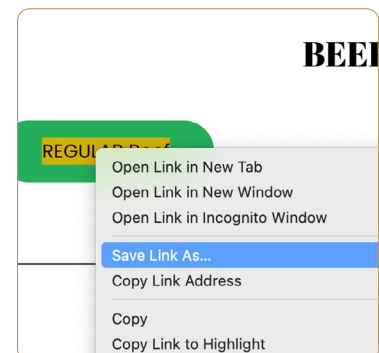 BEEF
REGULAR Beef
Open Link in New Tab
Open Link in New Window
Open Link in Incognito Window
Save Link As...
Copy Link Address
Copy
Copy Link to Highlight